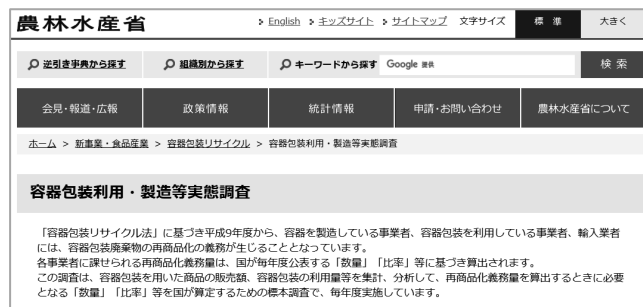 農林水産省
English キッズサイト サイトマップ 文字サイズ 標準 大きく
逆引き事典から探す 組織別から探す キーワードから探す Google 提供 検索
会見・報道・広報 政策情報 統計情報 申請・お問い合わせ 農林水産省について
ホーム > 新事業・食品産業 > 容器包装リサイクル > 容器包装利用・製造等実態調査
容器包装利用・製造等実態調査
「容器包装リサイクル法」に基づき平成9年度から、容器を製造している事業者、容器包装を利用している事業者、輸入業者
には、容器包装廃棄物の再商品化の義務が生じることとなっています。
各事業者に課せられる再商品化義務量は、国が毎年度公表する「数量」「比率」等に基づき算出されます。
この調査は、容器包装を用いた商品の販売額、容器包装の利用量等を集計、分析して、再商品化義務量を算出するときに必要
となる「数量」「比率」等を国が算定するための標本調査で、毎年度実施しています。